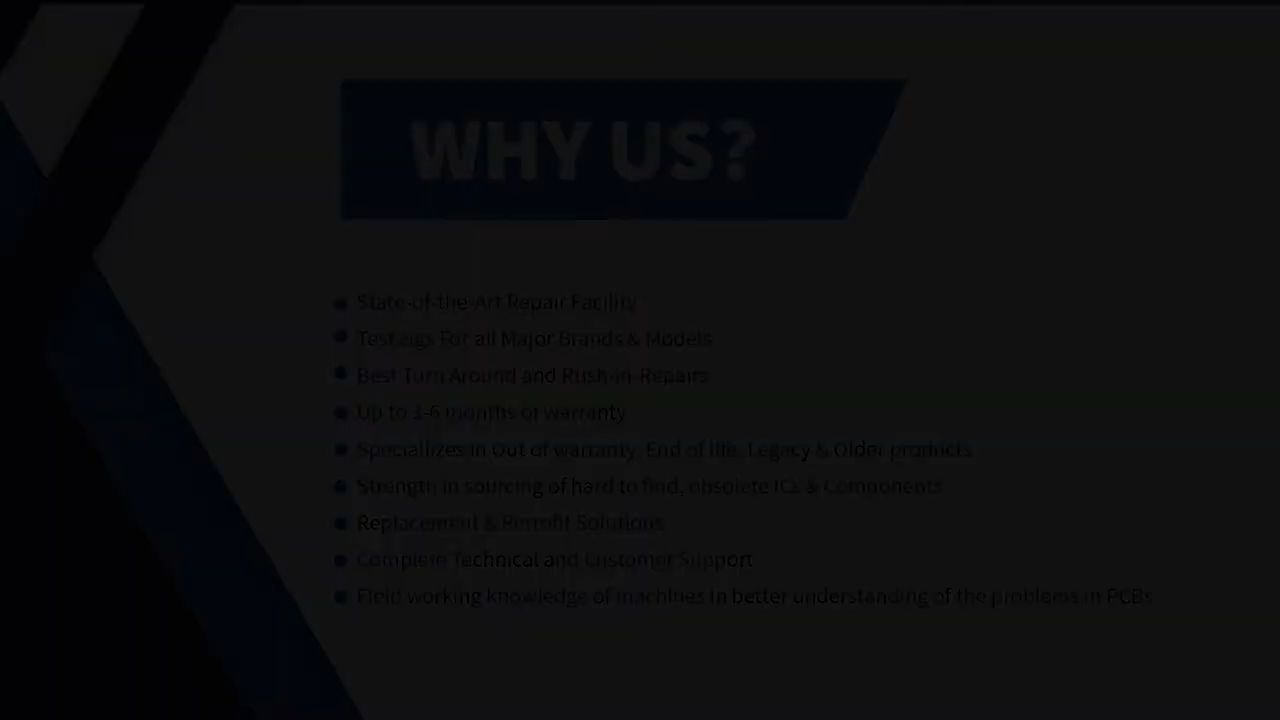 WHY US?
State-of-the-Art Repair Facility
Test Jigs For all Major Brands & Models
Best Turn Around and Rush-in-Repairs
Up to 3-6 months of warranty
Speciallizes in Out of warranty, End of life, Legacy & Older products
Strength in sourcing of hard to find, obsolete ICs & Components
Replacement & Retrofit Solutions
Complete Technical and Customer Support
Field working knowledge of machines in better understanding of the problems in PCBs